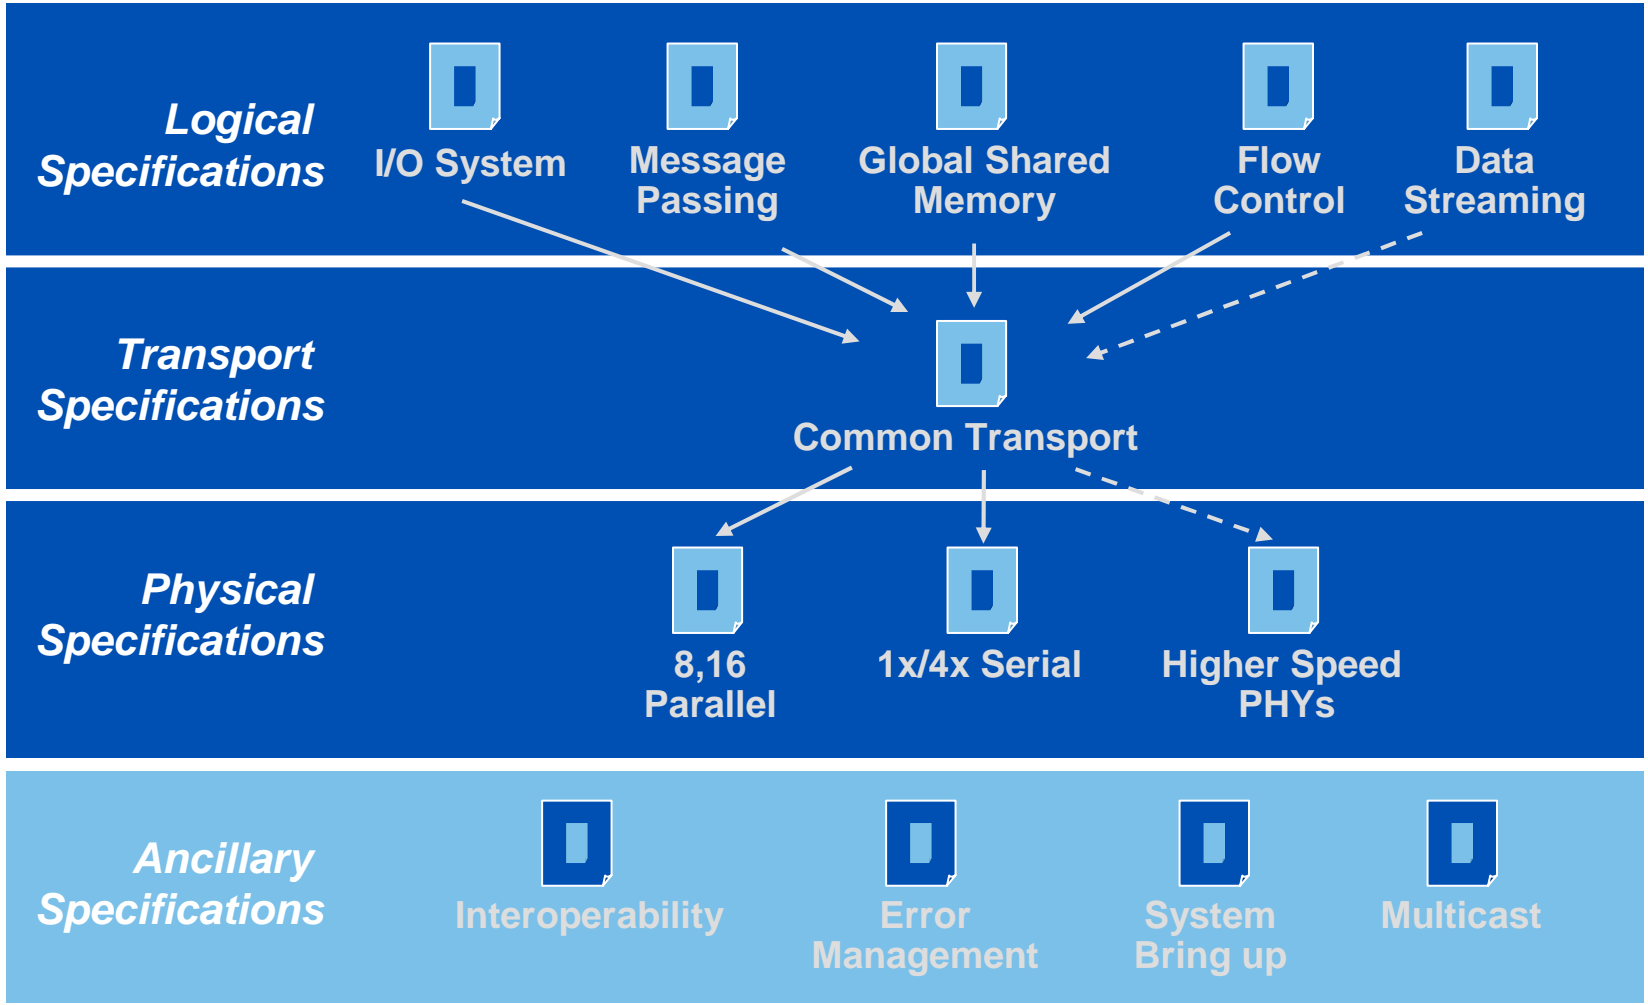 Logical
Specifications
I/O System
Message
Passing
Global Shared
Memory
Flow
Control
Data
Streaming
Transport
Specifications
Common Transport
Physical
Specifications
8,16
Parallel
1x/4x Serial
Higher Speed
PHYs
Ancillary
Specifications
Interoperability
Error
Management
System
Bring up
Multicast